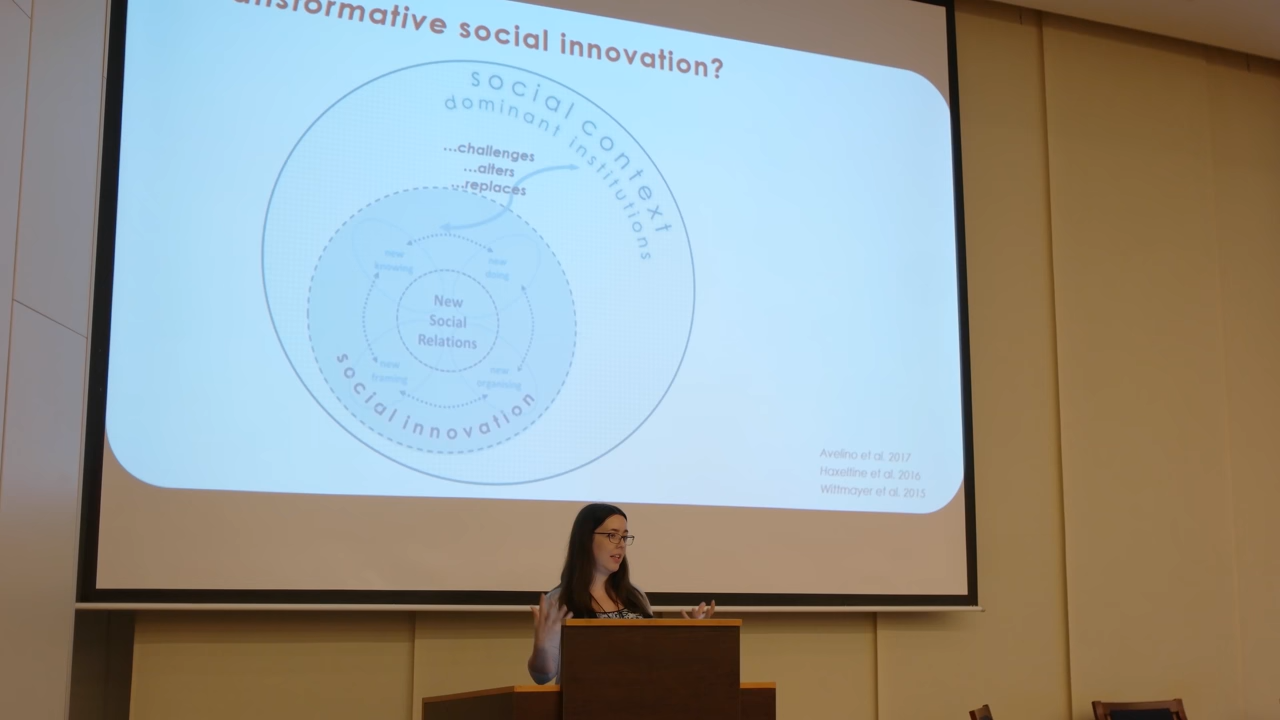 ansformative social innovation?
social context
dominant institutions
...challenges
...alters
...replaces
new
knowing
new
doing
New
Social
Relations
new
framing
new
organising
social innovation
Avelino et al. 2017
Haxeltine et al. 2016
Wittmayer et al. 2015